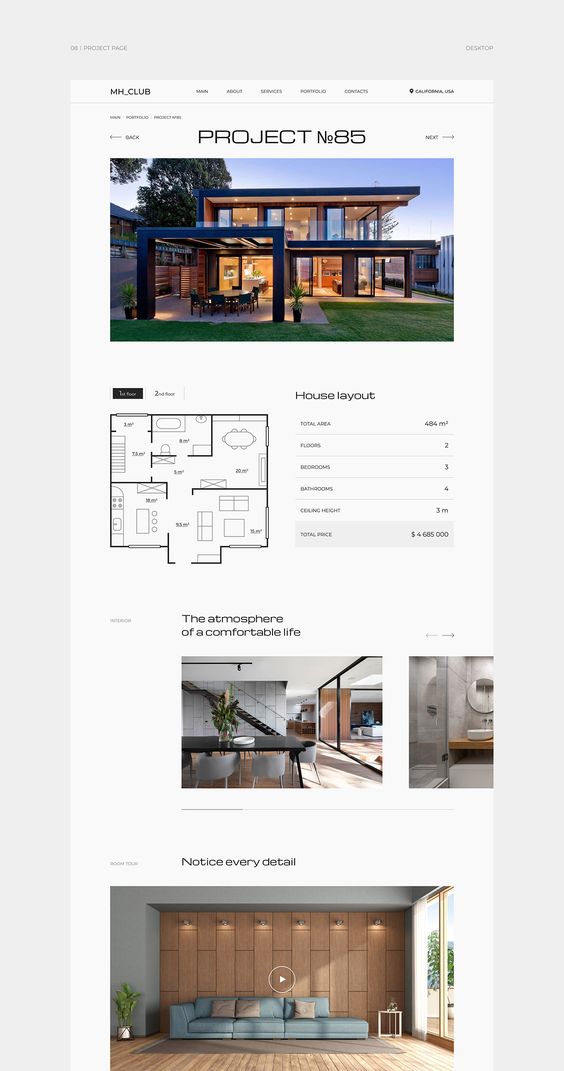 08 | PROJECT PAGE
DESKTOP
MH_CLUB
MAIN
ABOUT
SERVICES
PORTFOLIO
CONTACTS
CALIFORNIA, USA
MAIN | PORTFOLIO | PROJECT №85
BACK
PROJECT №85
NEXT
1st floor
2nd floor
3 m²
8 m²
7.5 m²
5 m²
20 m²
18 m²
9.5 m²
15 m²
House layout
TOTAL AREA 484 m²
FLOORS 2
BEDROOMS 3
BATHROOMS 4
CEILING HEIGHT 3 m
TOTAL PRICE $ 4 685 000
INTERIOR
The atmosphere
of a comfortable life
ROOM TOUR
Notice every detail